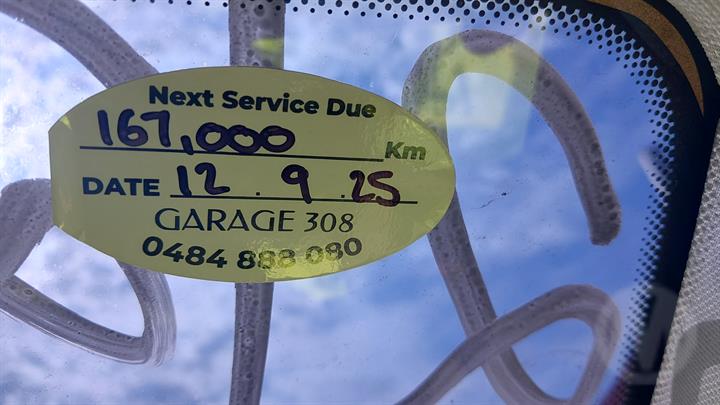 Next Service Due
167,000 Km
DATE 12.9.25
GARAGE 308
0484 888 080